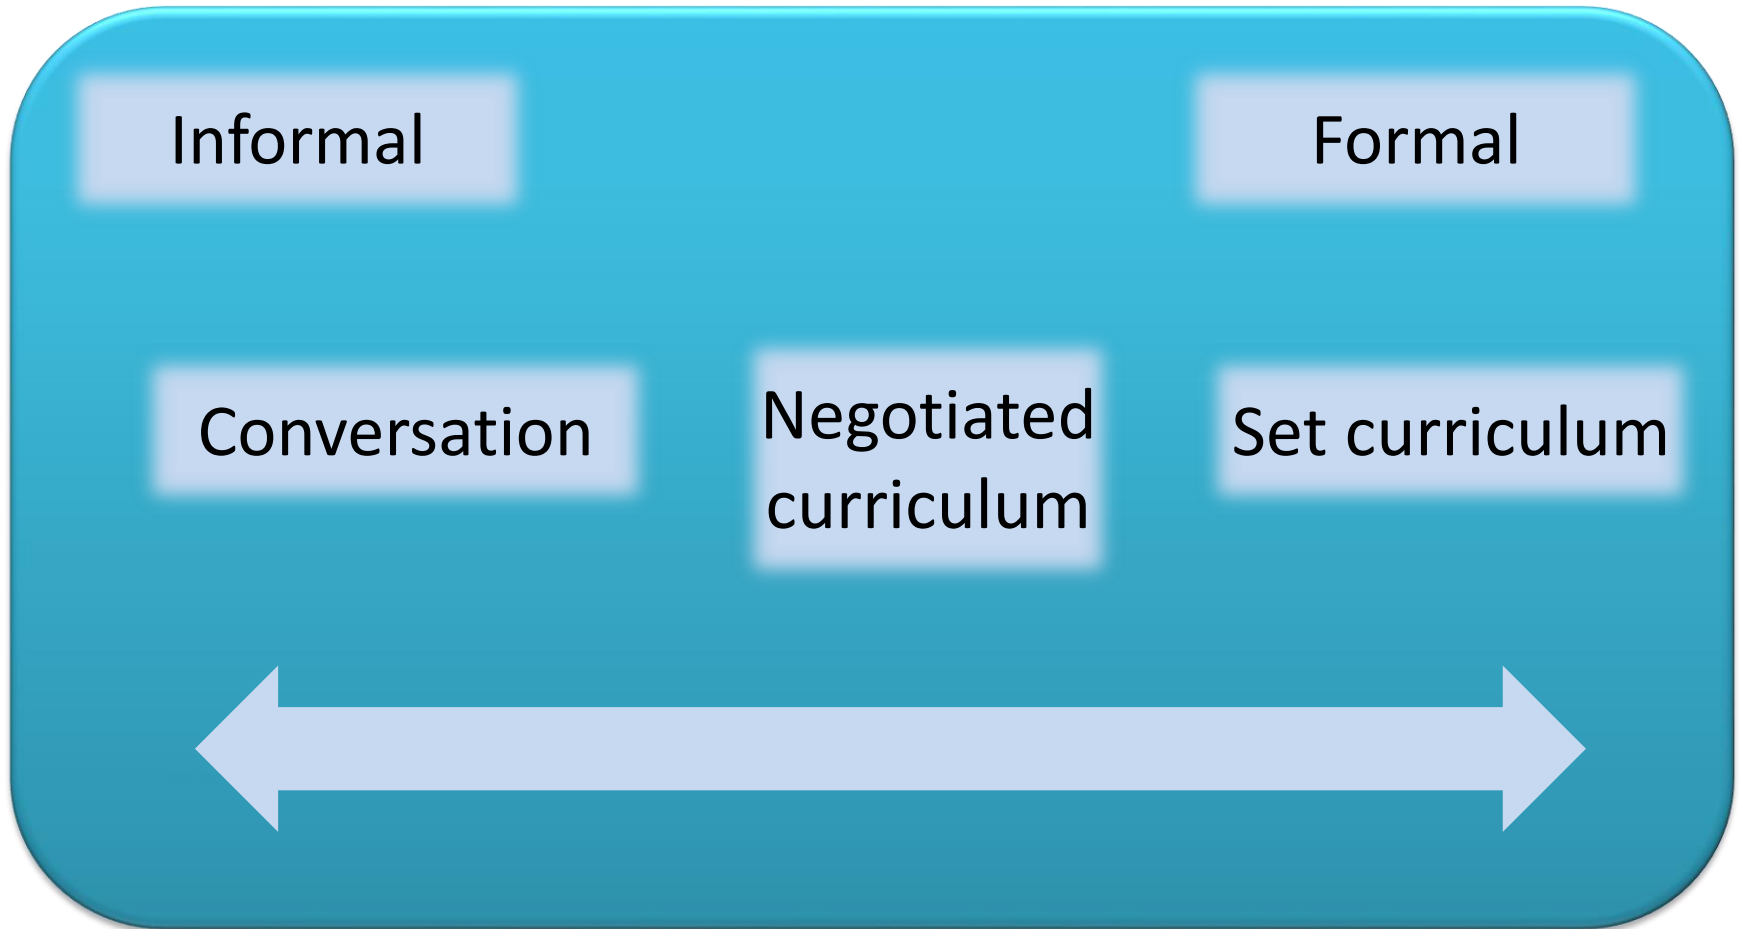 Informal
Formal
Conversation
Negotiated
curriculum
Set curriculum